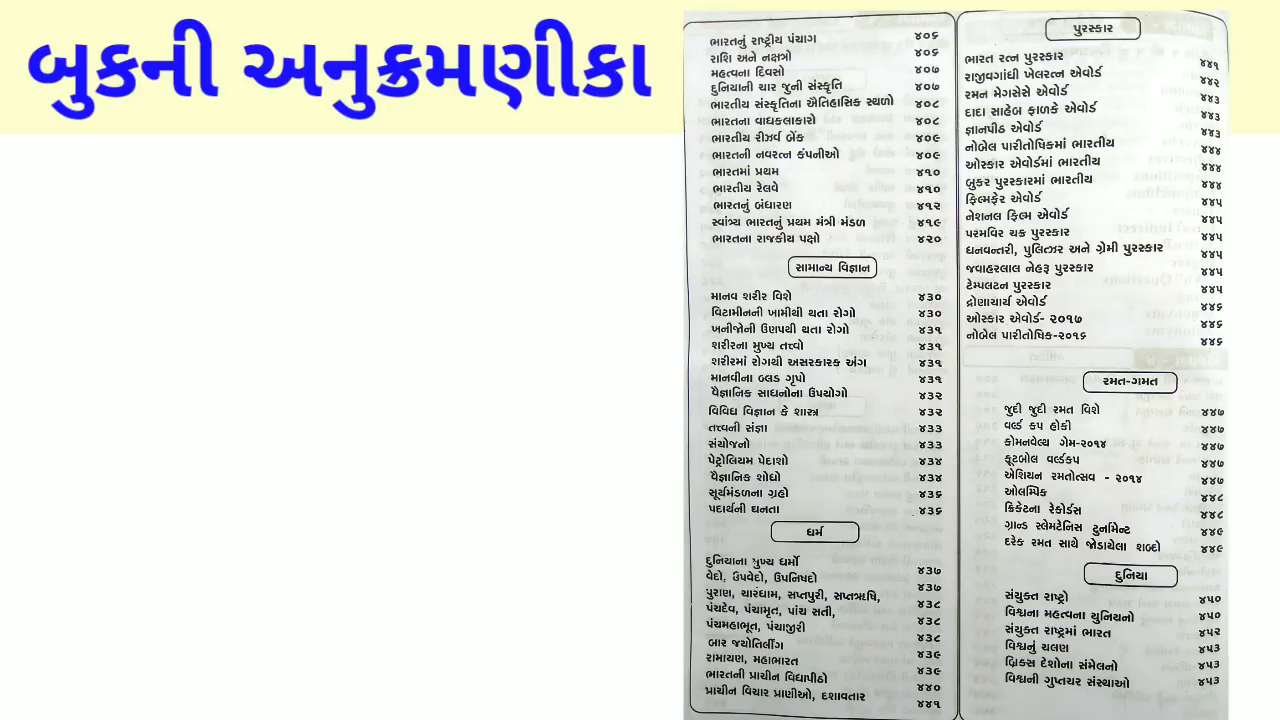 બુકની અનુક્રમણીકા
ભારતનું રાષ્ટ્રીય પંચાગ ૪૦૬
રાશિ અને નક્ષત્રો ૪૦૬
મહત્વના દિવસો ૪૦૭
દુનિયાની ચાર જુની સંસ્કૃતિ ૪૦૭
ભારતીય સંસ્કૃતિના ઐતિહાસિક સ્થળો ૪૦૮
ભારતના વાદ્યકલાકારો ૪૦૮
ભારતીય રીઝર્વ બેંક ૪૦૯
ભારતની નવરત્ન કંપનીઓ ૪૦૯
ભારતમાં પ્રથમ ૪૧૦
ભારતીય રેલવે ૪૧૦
ભારતનું બંધારણ ૪૧૨
સ્વાંત્ર્ય ભારતનું પ્રથમ મંત્રી મંડળ ૪૧૯
ભારતના રાજકીય પક્ષો ૪૨૦
સામાન્ય વિજ્ઞાન
માનવ શરીર વિશે ૪૩૦
વિટામીનની ખામીથી થતા રોગો ૪૩૦
ખનીજોની ઉણપથી થતા રોગો ૪૩૧
શરીરના મુખ્ય તત્વો ૪૩૧
શરીરમાં રોગથી અસરકારક અંગ ૪૩૧
માનવીના બ્લડ ગૃપો ૪૩૧
વૈજ્ઞાનિક સાધનોના ઉપયોગો ૪૩૨
વિવિધ વિજ્ઞાન કે શાસ્ત્ર ૪૩૨
તત્વની સંજ્ઞા ૪૩૩
સંયોજનો ૪૩૩
પેટ્રોલિયમ પેદાશો ૪૩૪
વૈજ્ઞાનિક શોધો ૪૩૪
સૂર્યમંડળના ગ્રહો ૪૩૬
પદાર્થની ઘનતા ૪૩૬
ધર્મ
દુનિયાના મુખ્ય ધર્મો ૪૩૭
વેદો, ઉપવેદો, ઉપનિષદો ૪૩૭
પુરાણ, ચારધામ, સપ્તપુરી, સપ્તઋષિ, ૪૩૮
પંચદેવ, પંચામૃત, પાંચ સતી, ૪૩૮
પંચમહાભૂત, પંચાજીરી ૪૩૮
બાર જયોતિર્લીંગ ૪૩૯
રામાયણ, મહાભારત ૪૩૯
ભારતની પ્રાચીન વિદ્યાપીઠો ૪૪૦
પ્રાચીન વિચાર પ્રાણીઓ, દશાવતાર ૪૪૧
પુરસ્કાર
ભારત રત્ન પુરસ્કાર ૪૪૧
રાજીવગાંધી ખેલરત્ન એવોર્ડ ૪૪૨
રમન મેગસેસે એવોર્ડ ૪૪૩
દાદા સાહેબ ફાળકે એવોર્ડ ૪૪૩
જ્ઞાનપીઠ એવોર્ડ ૪૪૩
નોબેલ પારીતોષિકમાં ભારતીય ૪૪૪
ઓસ્કાર એવોર્ડમાં ભારતીય ૪૪૪
બુકર પુરસ્કારમાં ભારતીય ૪૪૪
ફિલ્મફેર એવોર્ડ ૪૪૫
નેશનલ ફિલ્મ એવોર્ડ ૪૪૫
પરમવિર ચક્ર પુરસ્કાર ૪૪૫
ધનવન્તરી, પુલિત્ઝર અને ગ્રેમી પુરસ્કાર ૪૪૫
જવાહરલાલ નેહરૂ પુરસ્કાર ૪૪૫
ટેમ્પલટન પુરસ્કાર ૪૪૫
દ્રોણાચાર્ય એવોર્ડ ૪૪૬
ઓસ્કાર એવોર્ડ- ૨૦૧૭ ૪૪૬
નોબેલ પારીતોષિક-૨૦૧૬ ૪૪૬
રમત-ગમત
જુદી જુદી રમત વિશે ૪૪૭
વર્લ્ડ કપ હોકી ૪૪૭
કોમનવેલ્થ ગેમ-૨૦૧૪ ૪૪૭
ફૂટબોલ વર્લ્ડકપ ૪૪૭
એશિયન રમતોત્સવ - ૨૦૧૪ ૪૪૭
ઓલમ્પિક ૪૪૮
ક્રિકેટના રેકોર્ડસ ૪૪૮
ગ્રાન્ડ સ્લેમટેનિસ ટુનમિન્ટ ૪૪૯
દરેક રમત સાથે જોડાયેલા શબ્દો ૪૪૯
દુનિયા
સંયુક્ત રાષ્ટ્રો ૪૫૦
વિશ્વના મહત્વના યુનિયનો ૪૫૦
સંયુક્ત રાષ્ટ્રમાં ભારત ૪૫૨
વિશ્વનું ચલણ ૪૫૩
બ્રિક્સ દેશોના સંમેલનો ૪૫૩
વિશ્વની ગુપ્તચર સંસ્થાઓ ૪૫૩